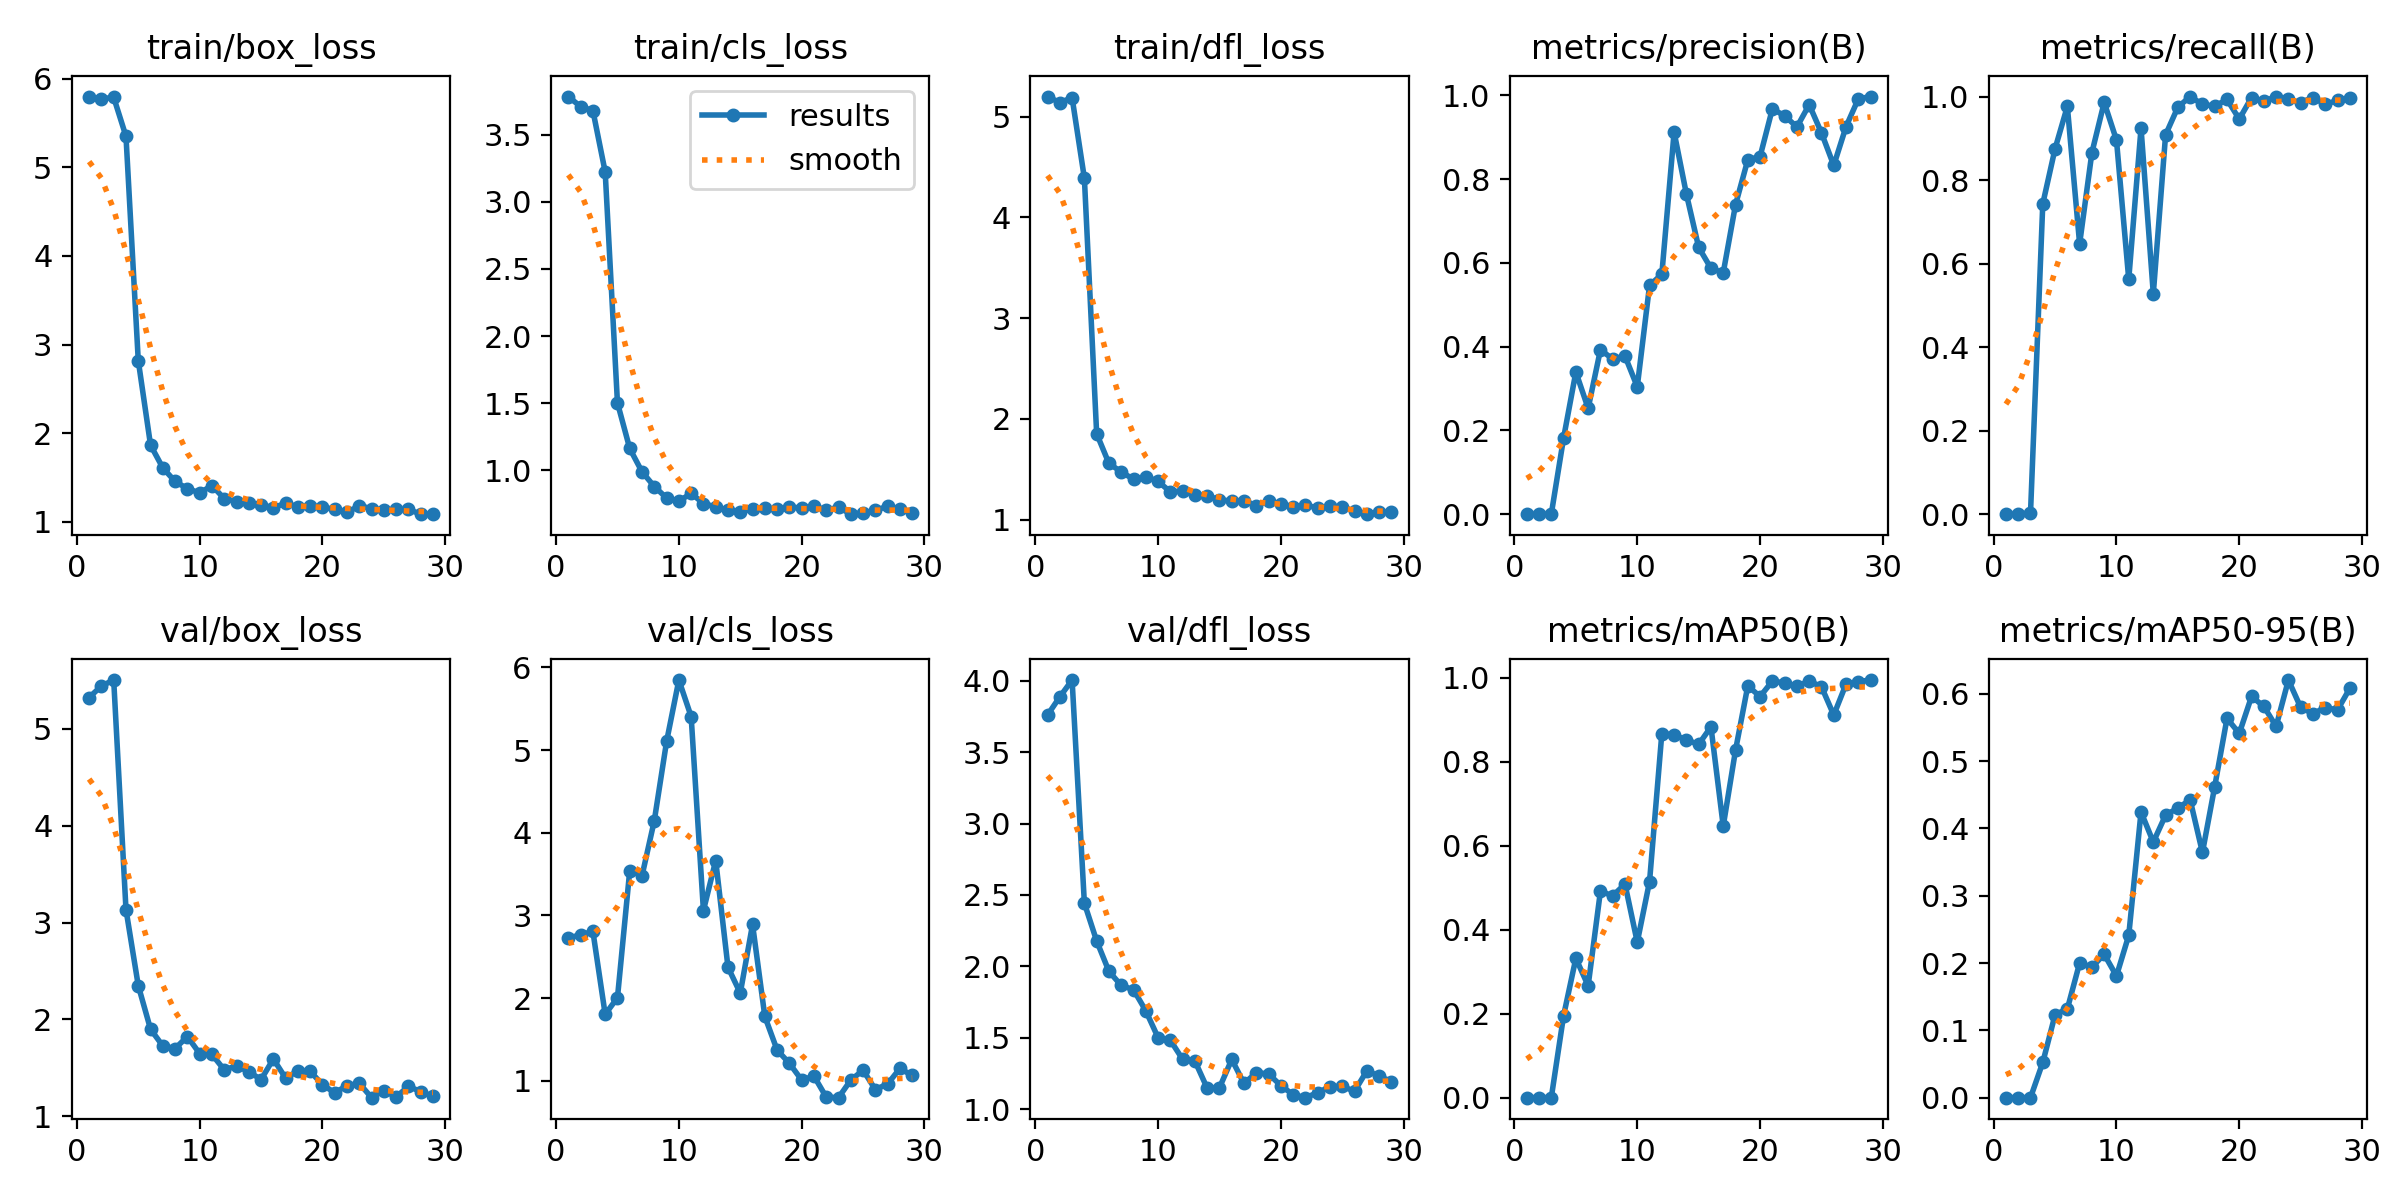 train/box_loss
6
5
4
3
2
1
0 10 20 30
train/cls_loss
results
smooth
3.5
3.0
2.5
2.0
1.5
1.0
0 10 20 30
train/dfl_loss
5
4
3
2
1
0 10 20 30
metrics/precision(B)
1.0
0.8
0.6
0.4
0.2
0.0
0 10 20 30
metrics/recall(B)
1.0
0.8
0.6
0.4
0.2
0.0
0 10 20 30
val/box_loss
5
4
3
2
1
0 10 20 30
val/cls_loss
6
5
4
3
2
1
0 10 20 30
val/dfl_loss
4.0
3.5
3.0
2.5
2.0
1.5
1.0
0 10 20 30
metrics/mAP50(B)
1.0
0.8
0.6
0.4
0.2
0.0
0 10 20 30
metrics/mAP50-95(B)
0.6
0.5
0.4
0.3
0.2
0.1
0.0
0 10 20 30